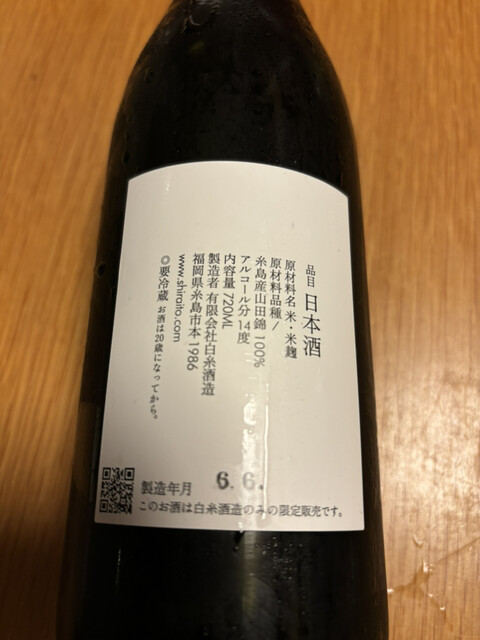 品目 日本酒
原材料名 米・米麹
原材料品種/
糸島産山田錦 100%
アルコール分 14度
内容量 720ML
製造者 有限会社白糸酒造
福岡県糸島市本 1986
www.shiraito.com
◎要冷蔵 お酒は20歳になってから。
製造年月 6.6.
このお酒は白糸酒造のみの限定販売です。